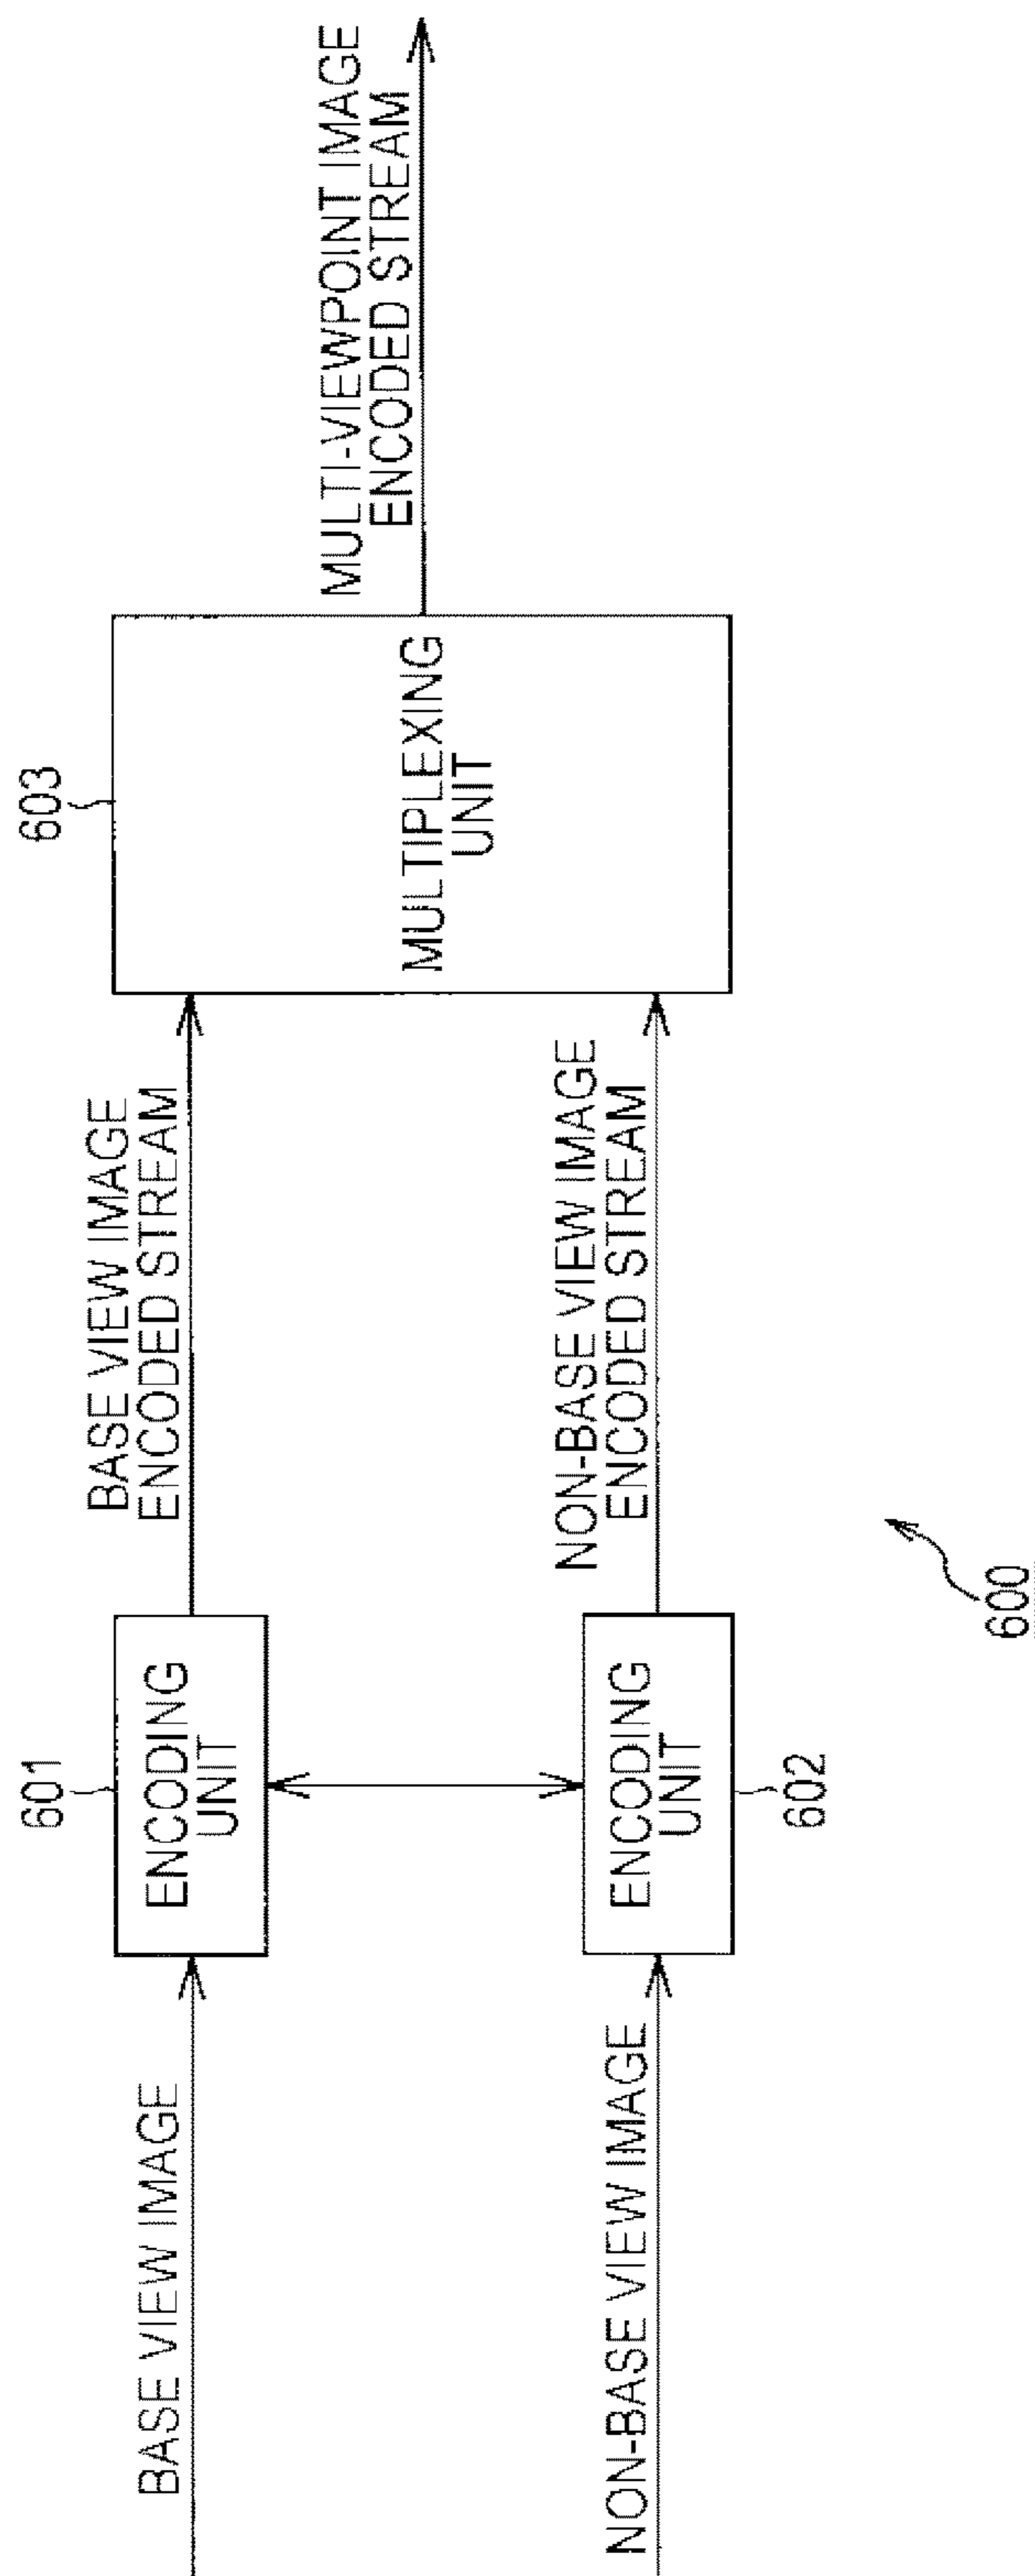 BASE VIEW IMAGE
601
ENCODING
UNIT
BASE VIEW IMAGE
ENCODED STREAM
603
MULTIPLEXING
UNIT
MULTI-VIEWPOINT IMAGE
ENCODED STREAM
NON-BASE VIEW IMAGE
ENCODING
UNIT
602
NON-BASE VIEW IMAGE
ENCODED STREAM
600